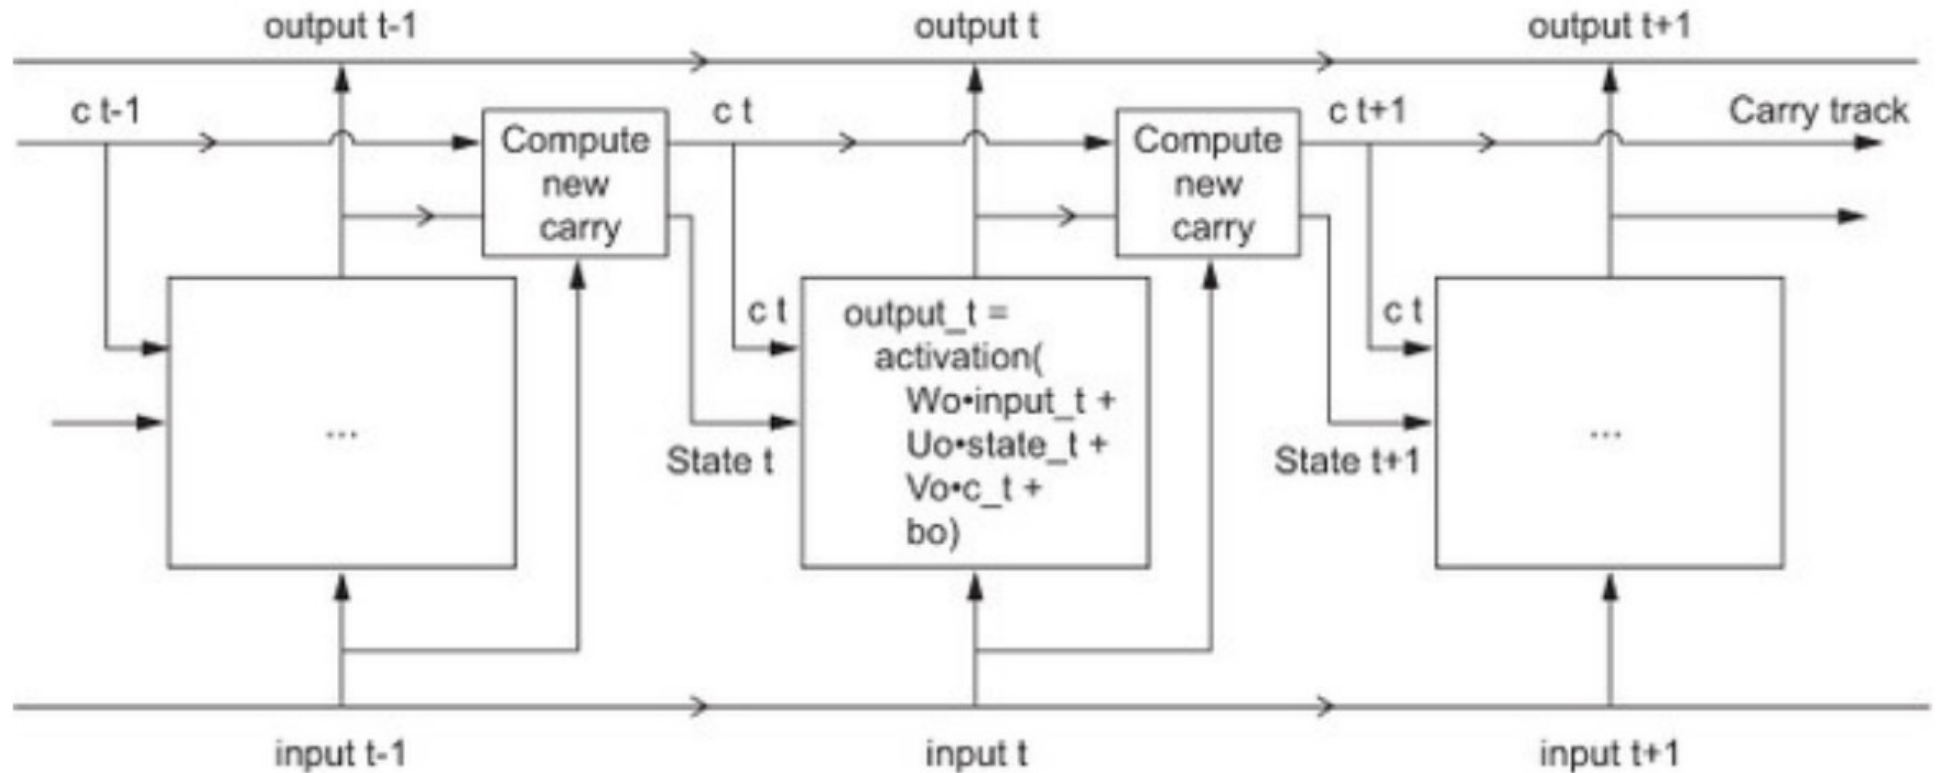 output t-1
output t
output t+1
c t-1
c t
c t+1
Carry track
Compute
new
carry
Compute
new
carry
c t
c t
...
output_t =
activation(
Wo•input_t +
Uo•state_t +
Vo•c_t +
bo)
...
State t
State t+1
input t-1
input t
input t+1